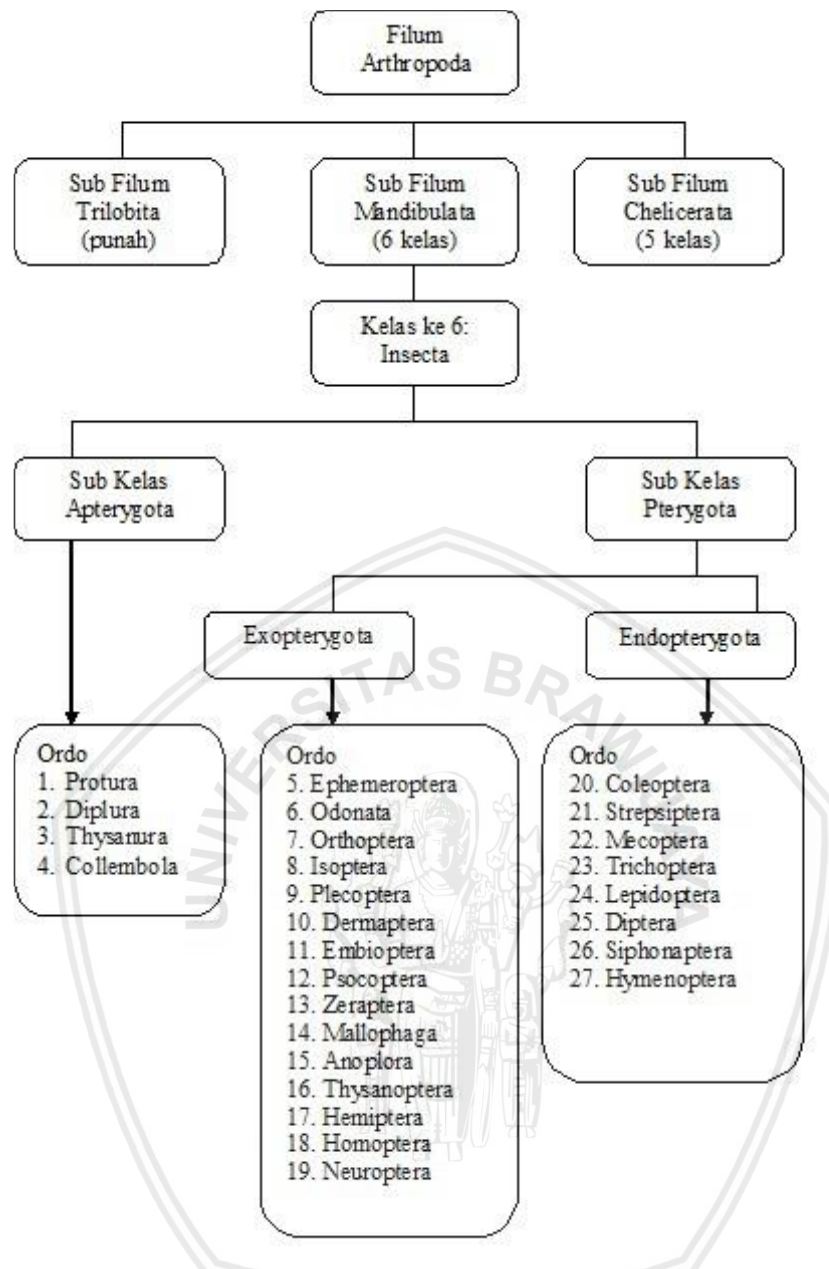 Filum
Arthropoda
Sub Filum
Trilobita
(punah)
Sub Filum
Mandibulata
(6 kelas)
Sub Filum
Chelicerata
(5 kelas)
Kelas ke 6:
Insecta
Sub Kelas
Apterygota
Sub Kelas
Pterygota
Exopterygota
Endopterygota
Ordo
1. Protura
2. Diplura
3. Thysanura
4. Collembola
Ordo
5. Ephemeroptera
6. Odonata
7. Orthoptera
8. Isoptera
9. Plecoptera
10. Dermaptera
11. Embioptera
12. Psocoptera
13. Zeraptera
14. Mallophaga
15. Anoplora
16. Thysanoptera
17. Hemiptera
18. Homoptera
19. Neuroptera
Ordo
20. Coleoptera
21. Strepsiptera
22. Mecoptera
23. Trichoptera
24. Lepidoptera
25. Diptera
26. Siphonaptera
27. Hymenoptera
UNIVERSITAS BRAWIJAYA